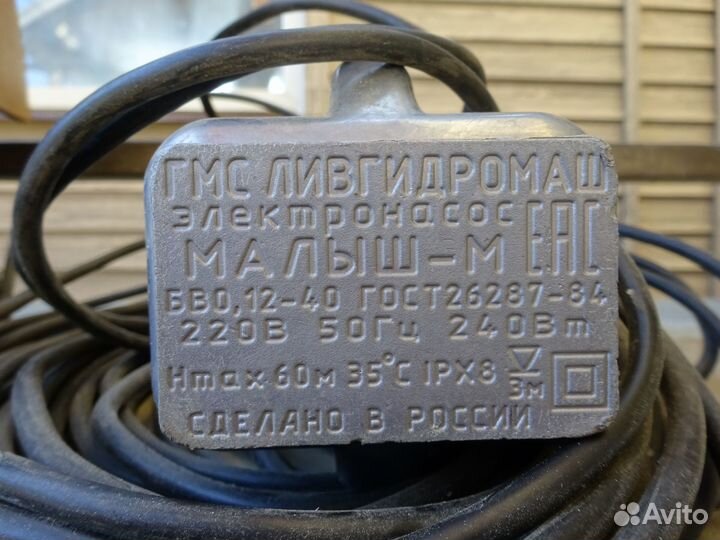 ГМС ЛИВГИДРОМАШ
электронасос EAC
МАЛЫШ-М
БВ0,12-40 ГОСТ26287-84
220В 50Гц 240Вт
Hmax 60м 35°С IPX8 3м
СДЕЛАНО В РОССИИ
Avito